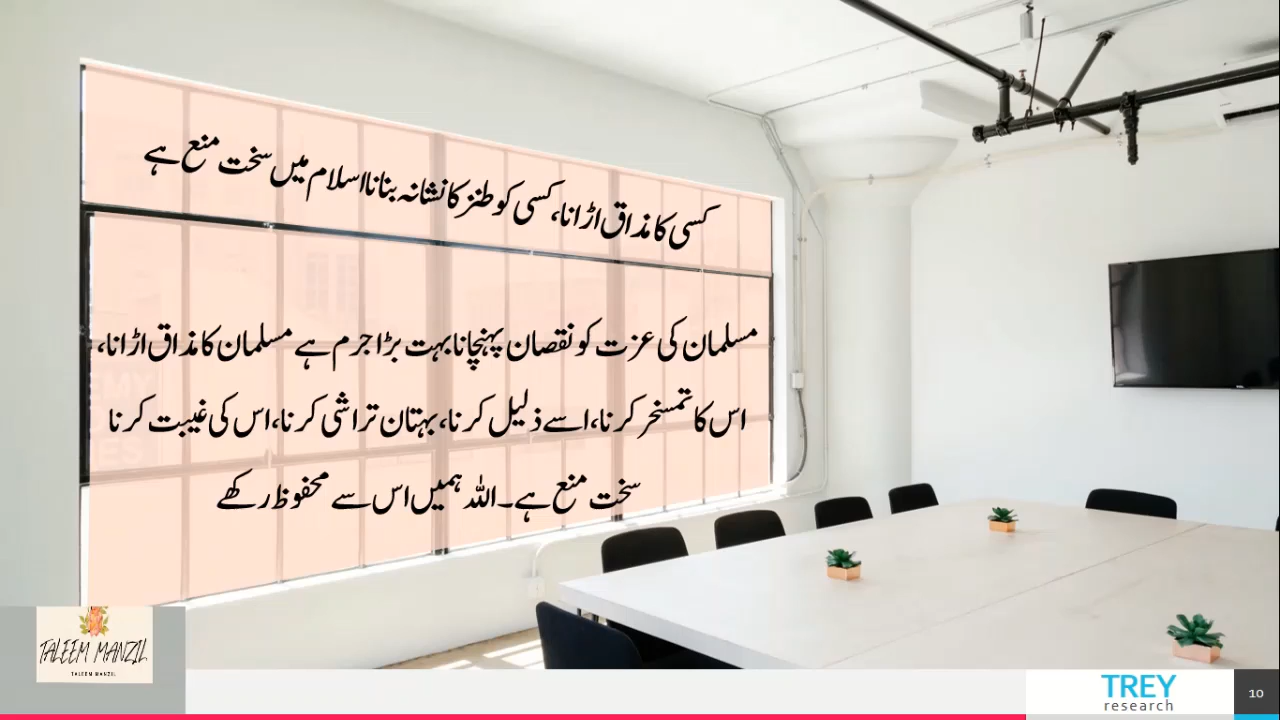 کسی کا مذاق اڑانا،کسی کو طنز کا نشانہ بنانا اسلام میں سخت منع ہے
مسلمان کی عزت کو نقصان پہنچانا بہت بڑا جرم ہے مسلمان کا مذاق اڑانا،
اس کا تمسخر کرنا،اسے ذلیل کرنا،بہتان تراشی کرنا،اس کی غیبت کرنا
سخت منع ہے۔اللہ ہمیں اس سے محفوظ رکھے
TALEEM MANZIL
TALEEM MANZIL
TREY
research
10